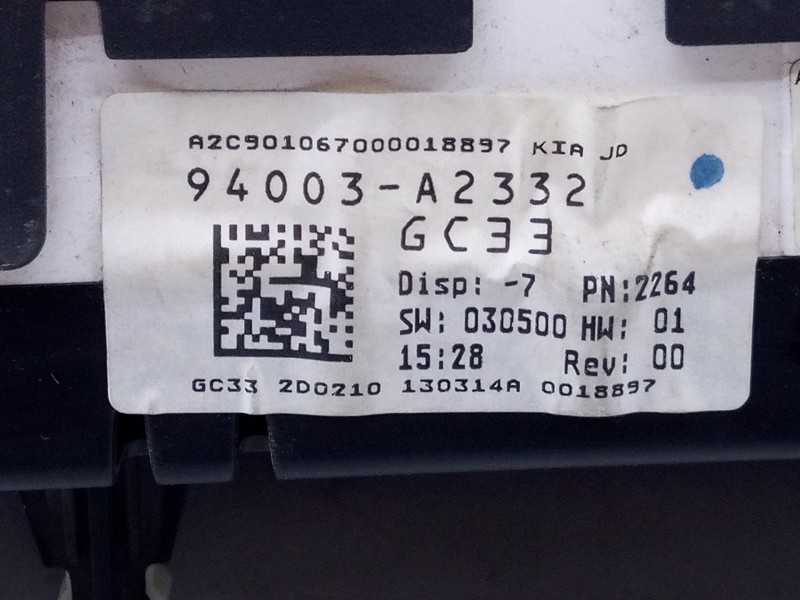 A2C901067000018897 KIA JD
94003-A2332
GC33
Disp: -7 PN:2264
SW: 030500 HW: 01
15:28 Rev: 00
GC33 2D0210 130314A 0018897